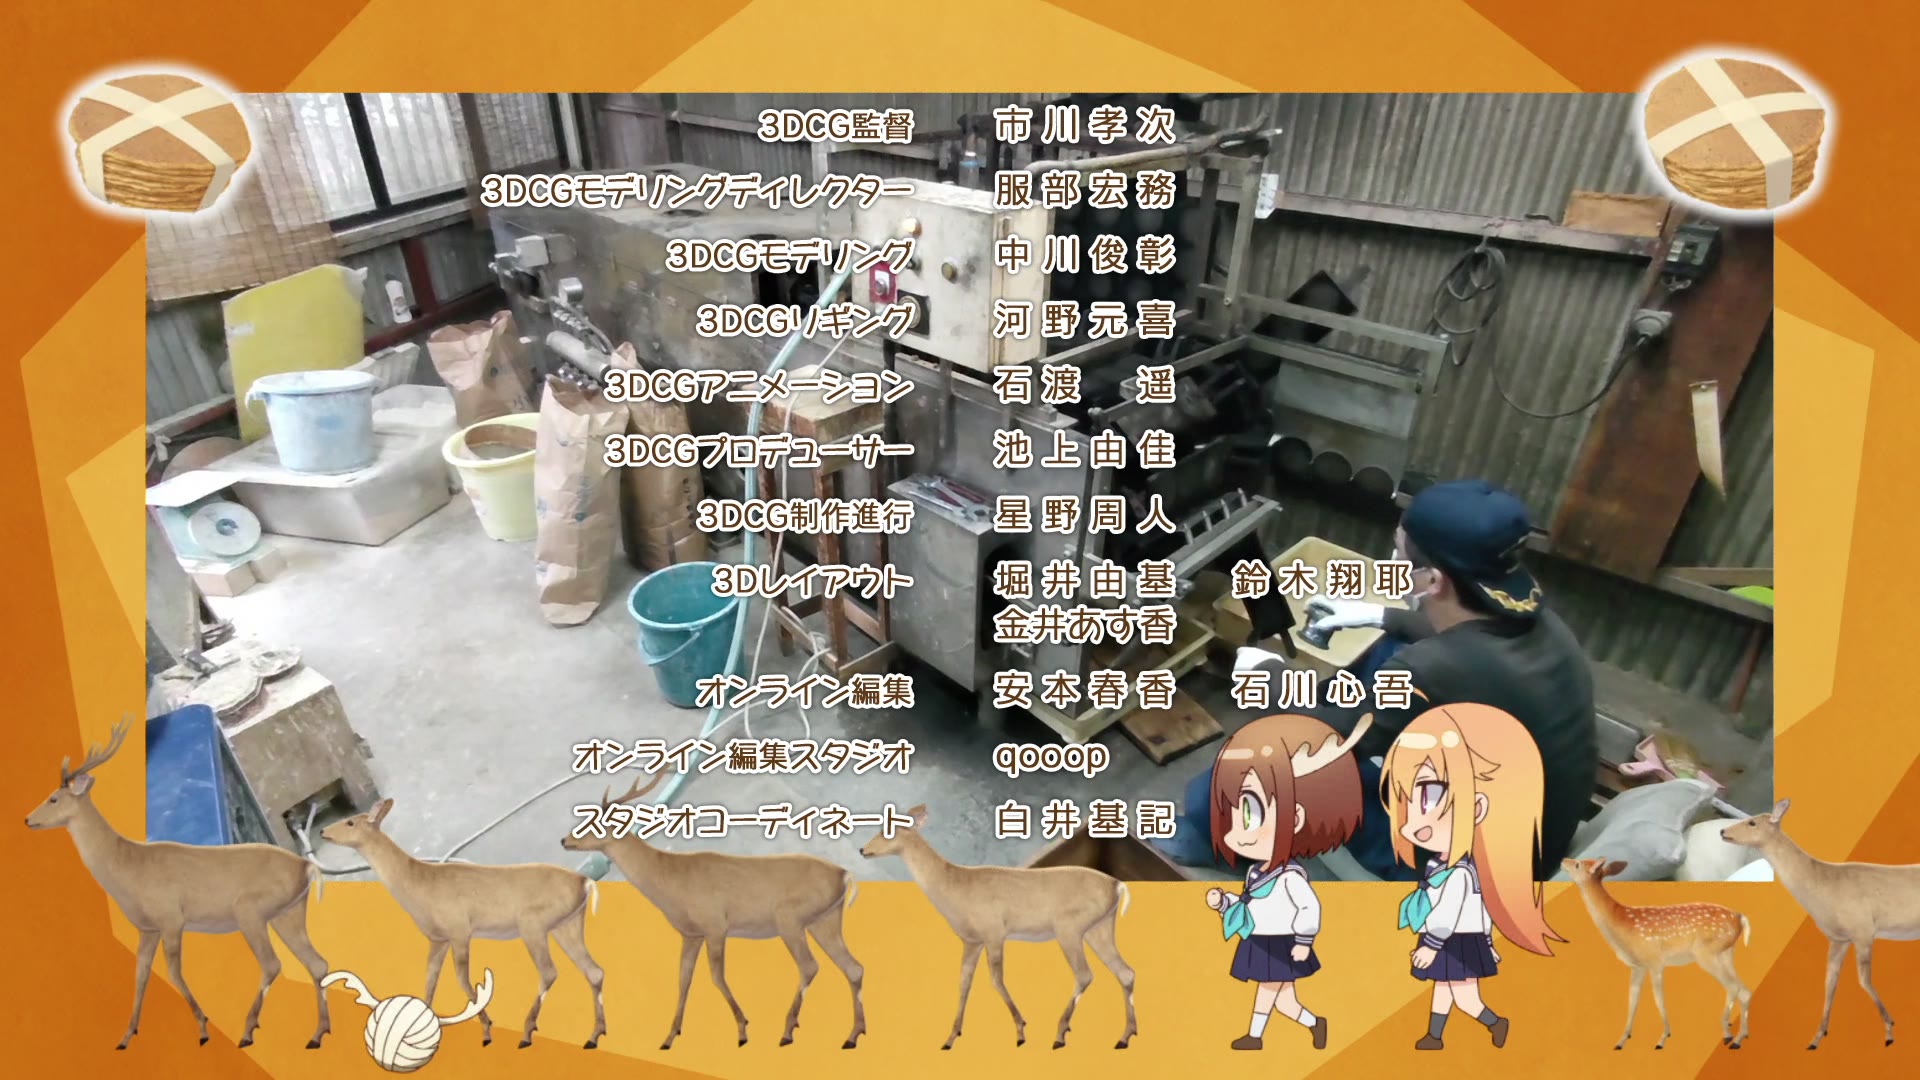 3DCG監督 市川孝次
3DCGモデリングディレクター 服部宏務
3DCGモデリング 中川俊彰
3DCGリギング 河野元喜
3DCGアニメーション 石渡 遥
3DCGプロデューサー 池上由佳
3DCG制作進行 星野周人
3Dレイアウト 堀井由基 鈴木翔耶
金井あす香
オンライン編集 安本春香 石川心吾
オンライン編集スタジオ qooop
スタジオコーディネート 白井基記